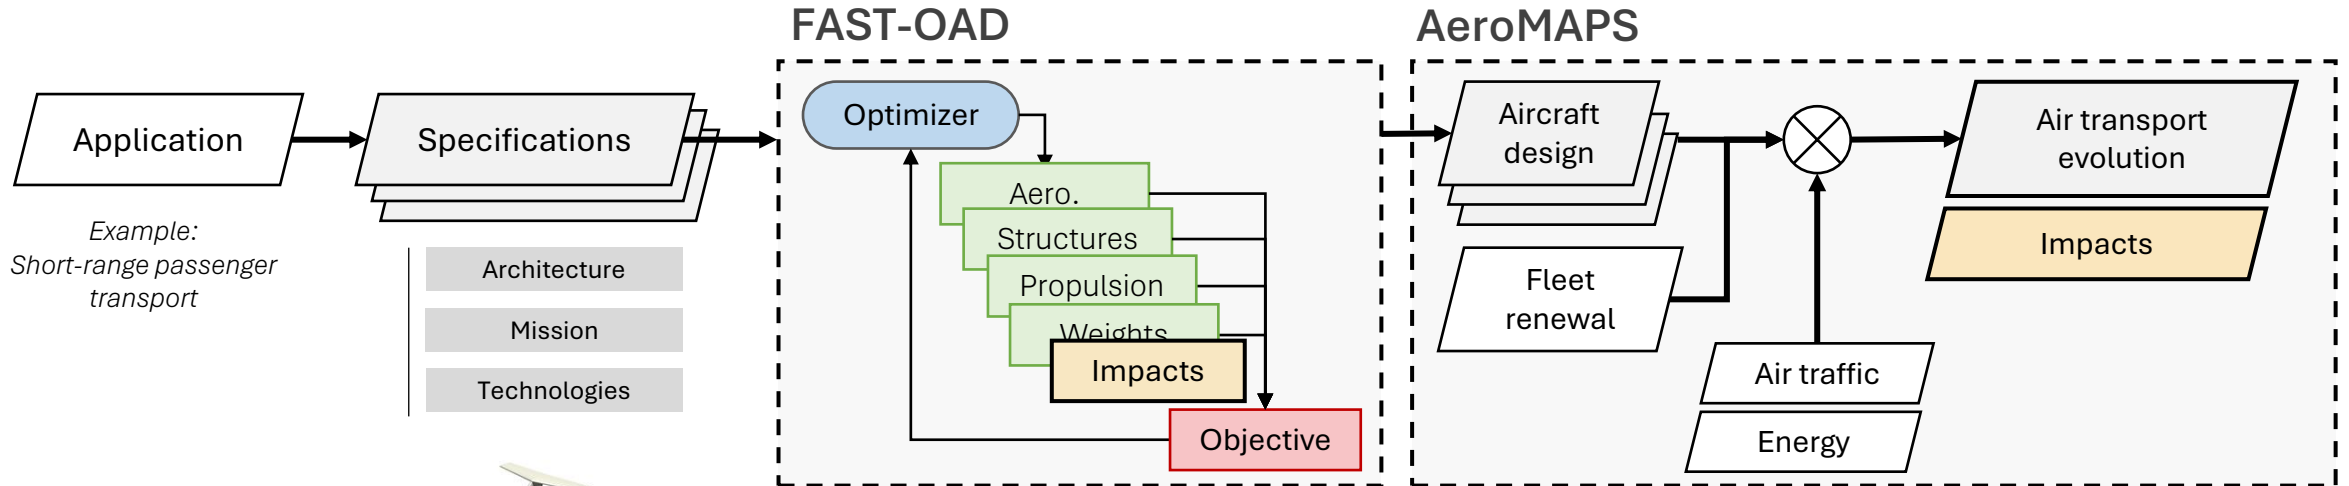 FAST-OAD
AeroMAPS
Application
Example:
Short-range passenger
transport
Specifications
Architecture
Mission
Technologies
Optimizer
Aero.
Structures
Propulsion
Weights
Impacts
Objective
Aircraft
design
Fleet
renewal
Air traffic
Energy
Air transport
evolution
Impacts